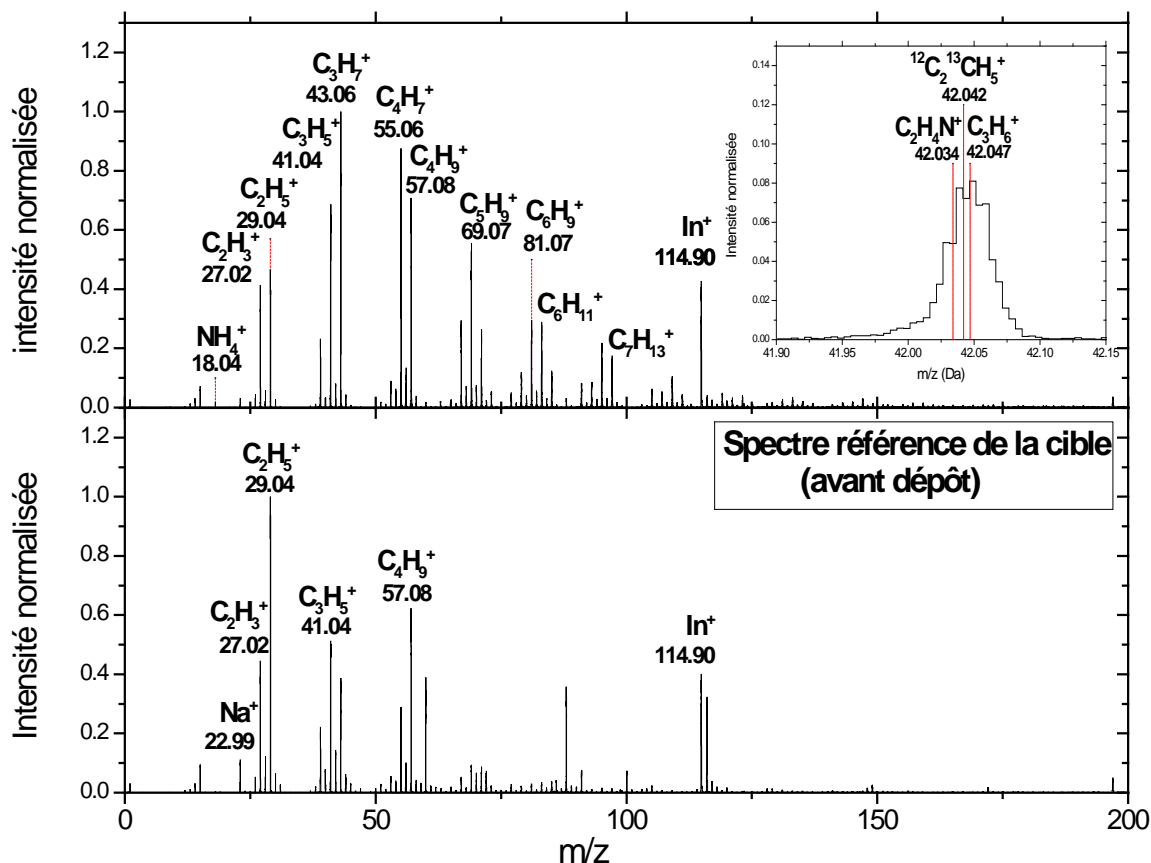 intensité normalisée
1.2
1.0
0.8
0.6
0.4
0.2
0.0
C₃H₇⁺
43.06
C₃H₅⁺
41.04
C₂H₅⁺
29.04
C₂H₃⁺
27.02
NH₄⁺
18.04
C₄H₇⁺
55.06
C₄H₉⁺
57.08
C₅H₉⁺
69.07
C₆H₉⁺
81.07
C₆H₁₁⁺
C₇H₁₃⁺
In⁺
114.90
Intensité normalisée
0.14
0.12
0.10
0.08
0.06
0.04
0.02
0.00
¹²C₂¹³CH₅⁺
42.042
C₂H₄N⁺
42.034
C₃H₆⁺
42.047
41.90 41.95 42.00 42.05 42.10 42.15
m/z (Da)
Intensité normalisée
1.2
1.0
0.8
0.6
0.4
0.2
0.0
Spectre référence de la cible
(avant dépôt)
C₂H₅⁺
29.04
C₂H₃⁺
27.02
Na⁺
22.99
C₃H₅⁺
41.04
C₄H₉⁺
57.08
In⁺
114.90
0 50 100 150 200
m/z